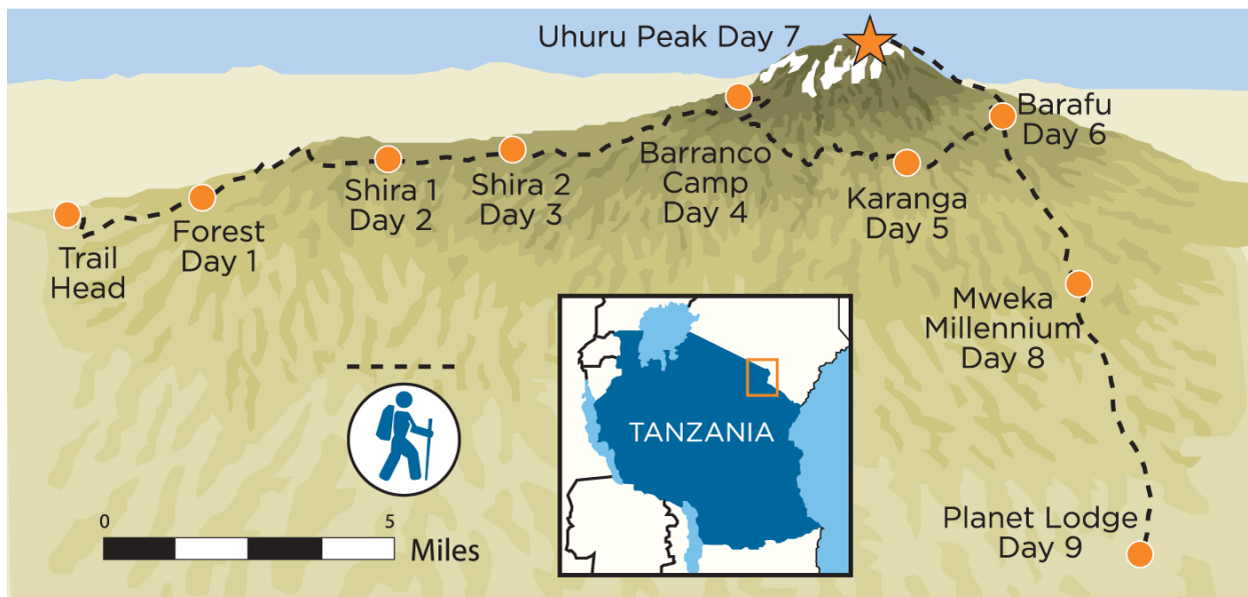 Uhuru Peak Day 7
Barafu
Day 6
Barranco
Camp
Day 4
Karanga
Day 5
Shira 1
Day 2
Shira 2
Day 3
Forest
Day 1
Trail
Head
Mweka
Millennium
Day 8
TANZANIA
Planet Lodge
Day 9
0
5
Miles